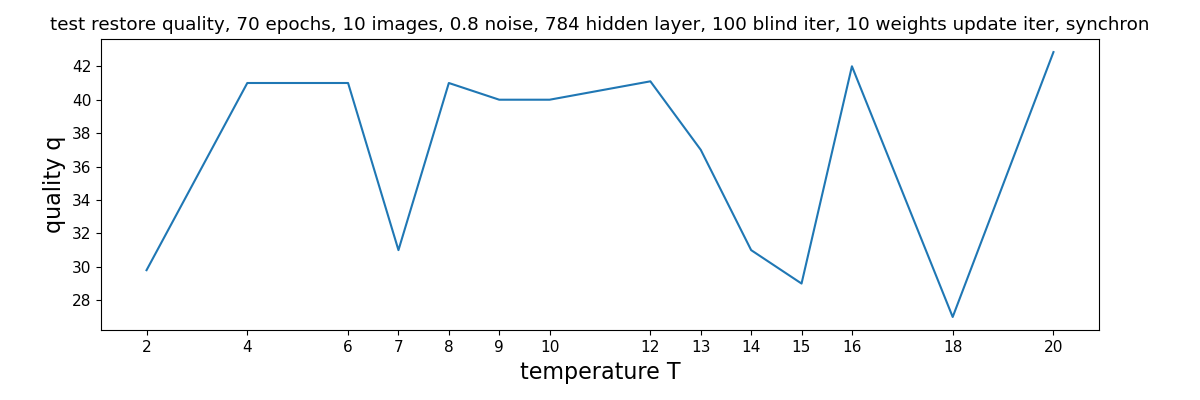 test restore quality, 70 epochs, 10 images, 0.8 noise, 784 hidden layer, 100 blind iter, 10 weights update iter, synchron
42
40
38
36
34
32
30
28
quality q
2 4 6 7 8 9 10 12 13 14 15 16 18 20
temperature T